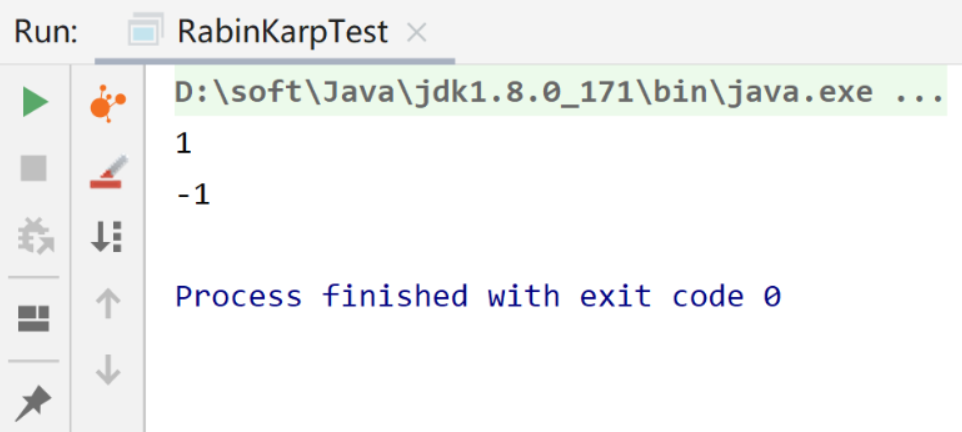 Run: RabinKarpTest
D:\soft\Java\jdk1.8.0_171\bin\java.exe ...
1
-1
Process finished with exit code 0